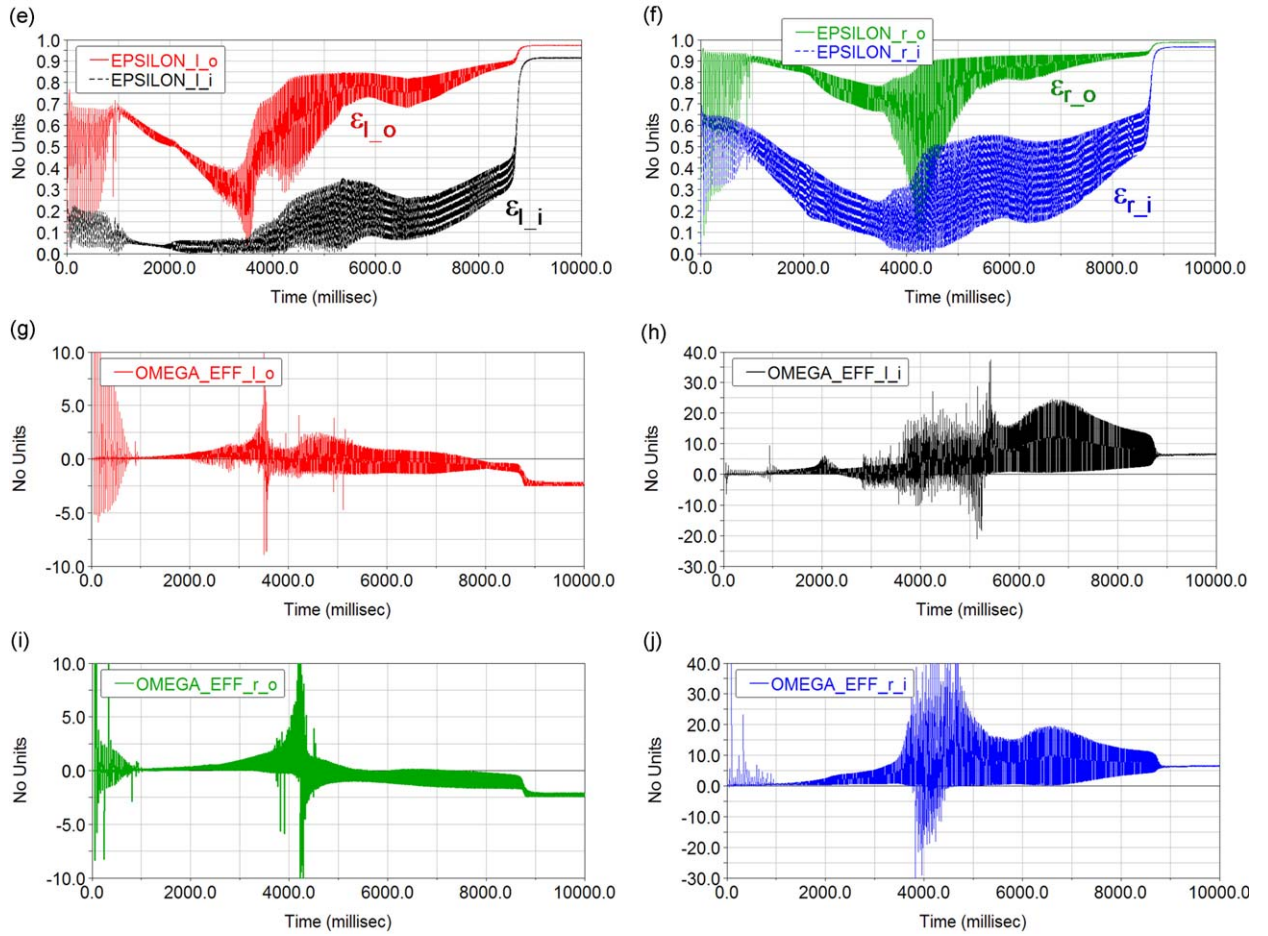 (e)
EPSILON_l_o
EPSILON_l_i
No Units
1.0
0.9
0.8
0.7
0.6
0.5
0.4
0.3
0.2
0.1
0.0
εl_o
εl_i
0.0 2000.0 4000.0 6000.0 8000.0 10000.0
Time (millisec)
(f)
EPSILON_r_o
EPSILON_r_i
No Units
1.0
0.9
0.8
0.7
0.6
0.5
0.4
0.3
0.2
0.1
0.0
εr_o
εr_i
0.0 2000.0 4000.0 6000.0 8000.0 10000.0
Time (millisec)
(g)
OMEGA_EFF_l_o
No Units
10.0
5.0
0.0
-5.0
-10.0
0.0 2000.0 4000.0 6000.0 8000.0 10000.0
Time (millisec)
(h)
OMEGA_EFF_l_i
No Units
40.0
30.0
20.0
10.0
0.0
-10.0
-20.0
-30.0
0.0 2000.0 4000.0 6000.0 8000.0 10000.0
Time (millisec)
(i)
OMEGA_EFF_r_o
No Units
10.0
5.0
0.0
-5.0
-10.0
0.0 2000.0 4000.0 6000.0 8000.0 10000.0
Time (millisec)
(j)
OMEGA_EFF_r_i
No Units
40.0
30.0
20.0
10.0
0.0
-10.0
-20.0
-30.0
0.0 2000.0 4000.0 6000.0 8000.0 10000.0
Time (millisec)